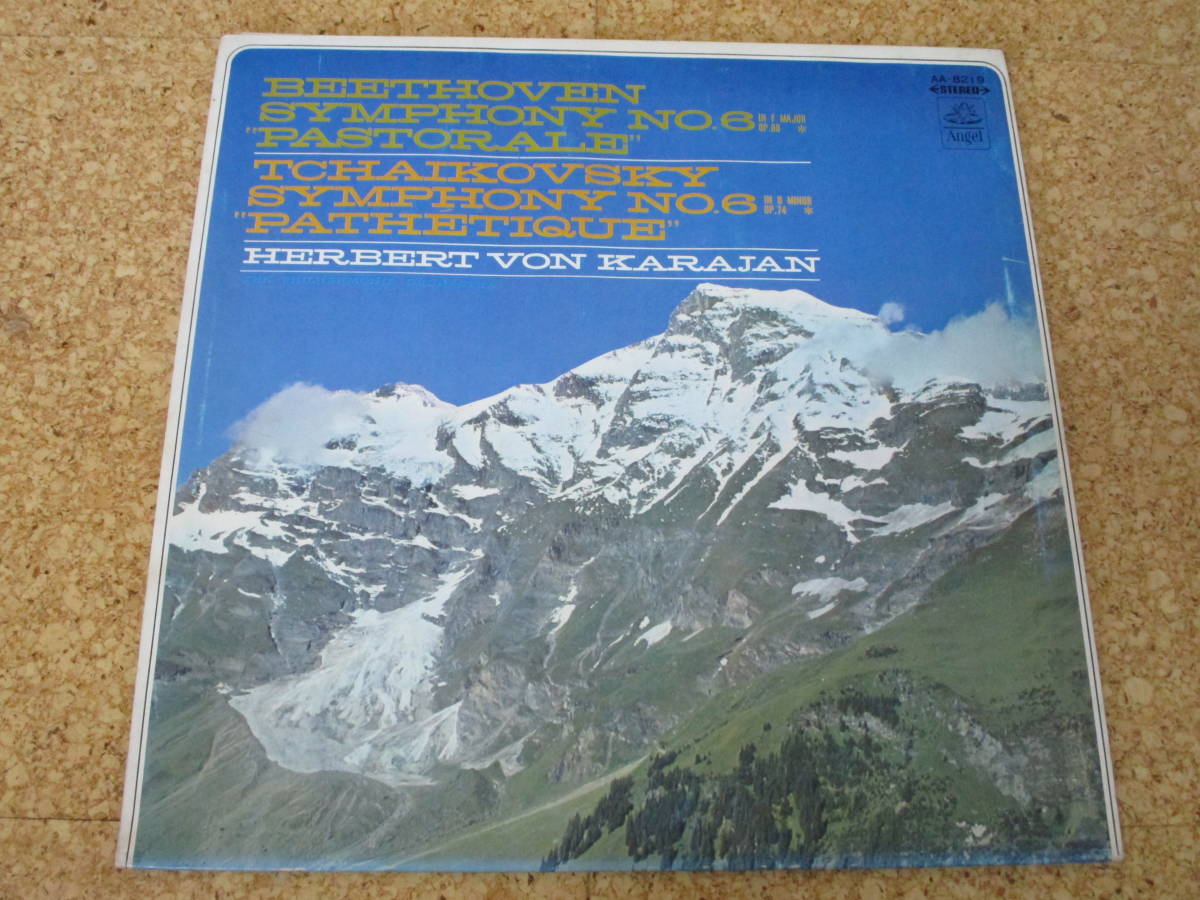 BEETHOVEN
SYMPHONY NO.6 IN F MAJOR OP.68 *
"PASTORALE"
TCHAIKOVSKY
SYMPHONY NO.6 IN B MINOR OP.74 *
"PATHÉTIQUE"
HERBERT VON KARAJAN
AA-8219
STEREO
Angel